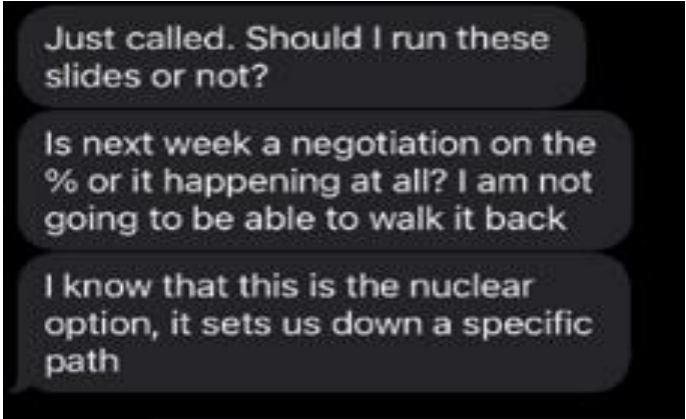 Just called. Should I run these
slides or not?
Is next week a negotiation on the
% or it happening at all? I am not
going to be able to walk it back
I know that this is the nuclear
option, it sets us down a specific
path